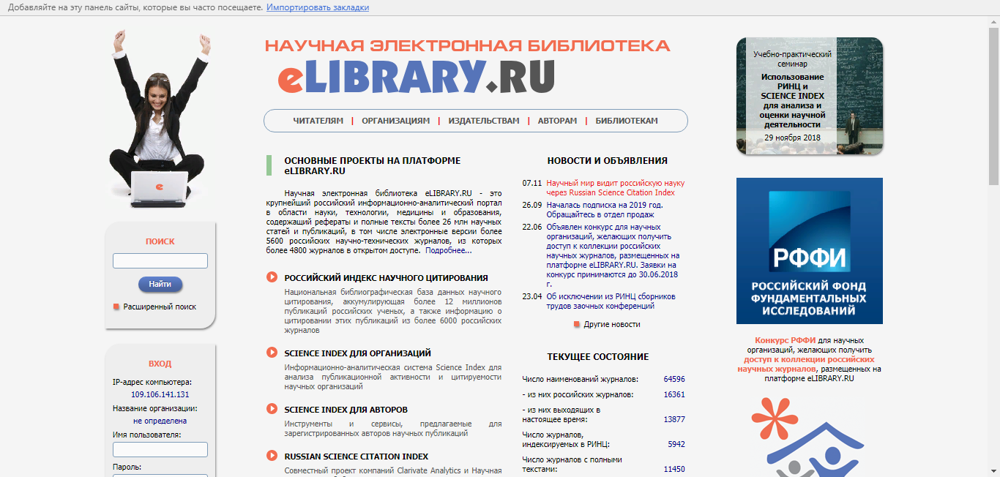 Добавляйте на эту панель сайты, которые вы часто посещаете. Импортировать закладки
НАУЧНАЯ ЭЛЕКТРОННАЯ БИБЛИОТЕКА
eLIBRARY.RU
ЧИТАТЕЛЯМ | ОРГАНИЗАЦИЯМ | ИЗДАТЕЛЬСТВАМ | АВТОРАМ | БИБЛИОТЕКАМ
e
ПОИСК
Найти
Расширенный поиск
ВХОД
IP-адрес компьютера:
109.106.141.131
Название организации:
не определена
Имя пользователя:
Пароль:
ОСНОВНЫЕ ПРОЕКТЫ НА ПЛАТФОРМЕ
eLIBRARY.RU
Научная электронная библиотека eLIBRARY.RU - это
крупнейший российский информационно-аналитический портал
в области науки, технологии, медицины и образования,
содержащий рефераты и полные тексты более 26 млн научных
статей и публикаций, в том числе электронные версии более
5600 российских научно-технических журналов, из которых
более 4800 журналов в открытом доступе. Подробнее...
РОССИЙСКИЙ ИНДЕКС НАУЧНОГО ЦИТИРОВАНИЯ
Национальная библиографическая база данных научного
цитирования, аккумулирующая более 12 миллионов
публикаций российских ученых, а также информацию о
цитировании этих публикаций из более 6000 российских
журналов
SCIENCE INDEX ДЛЯ ОРГАНИЗАЦИЙ
Информационно-аналитическая система Science Index для
анализа публикационной активности и цитируемости
научных организаций
SCIENCE INDEX ДЛЯ АВТОРОВ
Инструменты и сервисы, предлагаемые для
зарегистрированных авторов научных публикаций
RUSSIAN SCIENCE CITATION INDEX
Совместный проект компаний Clarivate Analytics и Научная
НОВОСТИ И ОБЪЯВЛЕНИЯ
07.11 Научный мир видит российскую науку
через Russian Science Citation Index
26.09 Началась подписка на 2019 год.
Обращайтесь в отдел продаж
22.06 Объявлен конкурс для научных
организаций, желающих получить
доступ к коллекции российских
научных журналов, размещенных на
платформе eLIBRARY.RU. Заявки на
конкурс принимаются до 30.06.2018
г.
23.04 Об исключении из РИНЦ сборников
трудов заочных конференций
Другие новости
ТЕКУЩЕЕ СОСТОЯНИЕ
Число наименований журналов: 64596
- из них российских журналов: 16361
- из них выходящих в
настоящее время: 13877
Число журналов,
индексируемых в РИНЦ: 5942
Число журналов с полными
текстами: 11450
Учебно-практический
семинар
Использование
РИНЦ и
SCIENCE INDEX
для анализа и
оценки научной
деятельности
29 ноября 2018
РФФИ
РОССИЙСКИЙ ФОНД
ФУНДАМЕНТАЛЬНЫХ
ИССЛЕДОВАНИЙ
Конкурс РФФИ для научных
организаций, желающих получить
доступ к коллекции российских
научных журналов, размещенных на
платформе eLIBRARY.RU